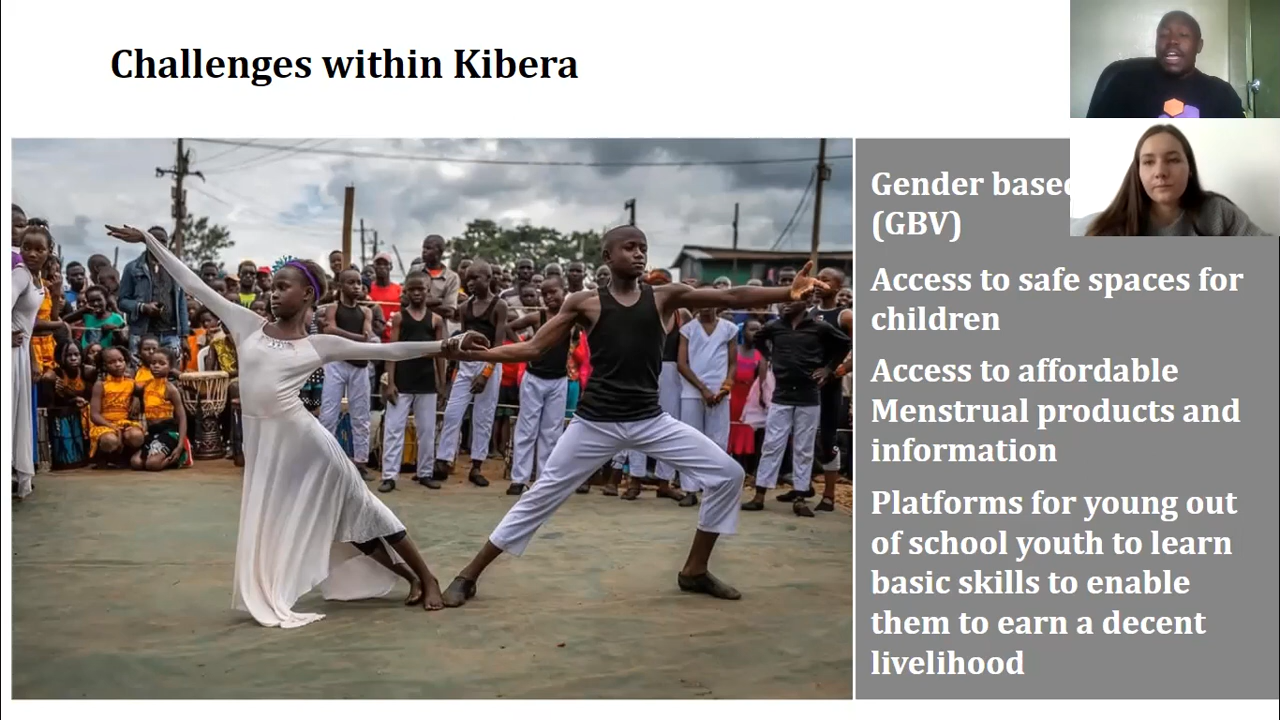 Challenges within Kibera
Gender based
(GBV)
Access to safe spaces for
children
Access to affordable
Menstrual products and
information
Platforms for young out
of school youth to learn
basic skills to enable
them to earn a decent
livelihood